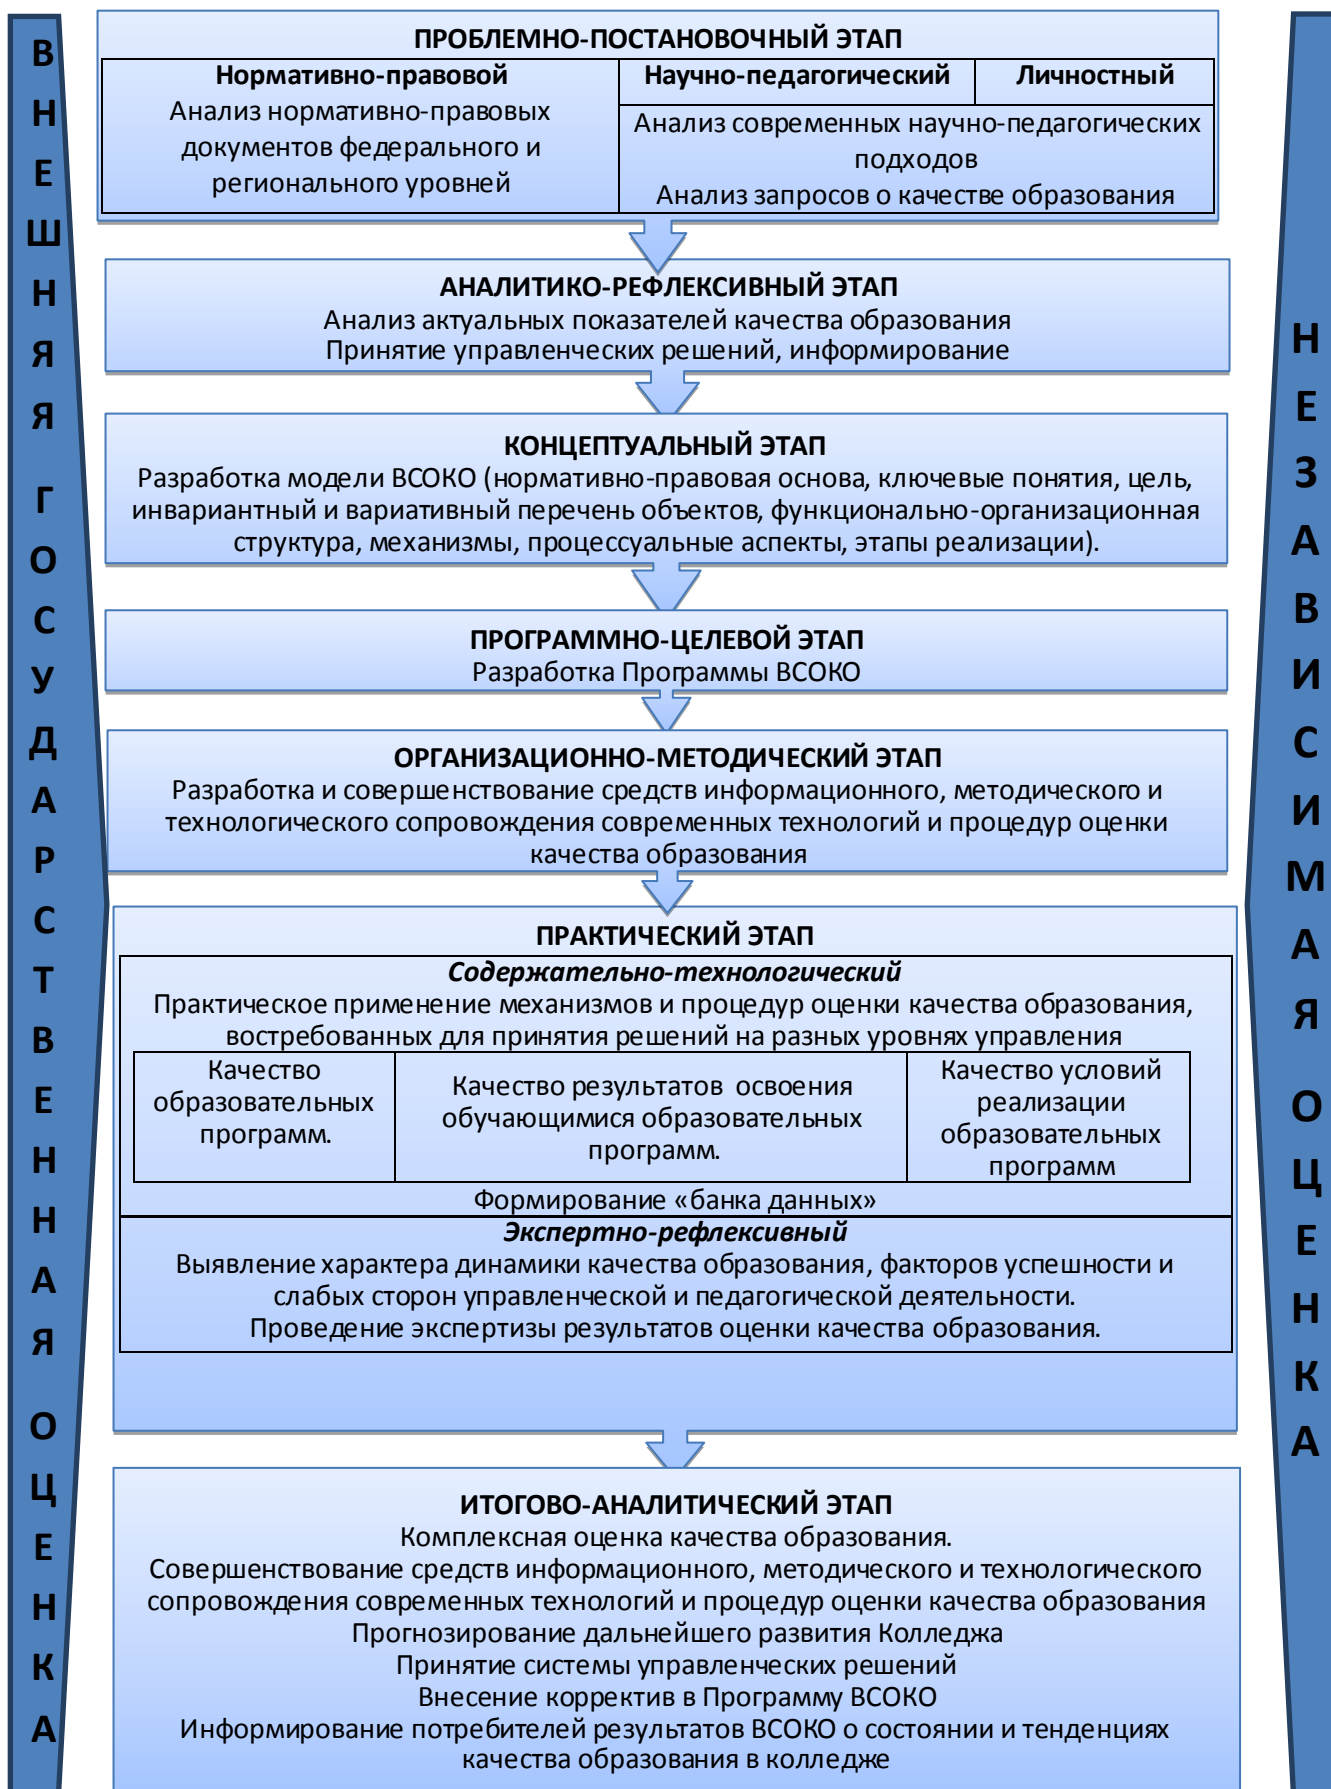 ВНЕШНЯЯ ГОСУДАРСТВЕННАЯ ОЦЕНКА
ПРОБЛЕМНО-ПОСТАНОВОЧНЫЙ ЭТАП
Нормативно-правовой
Анализ нормативно-правовых
документов федерального и
регионального уровней
Научно-педагогический
Личностный
Анализ современных научно-педагогических
подходов
Анализ запросов о качестве образования
АНАЛИТИКО-РЕФЛЕКСИВНЫЙ ЭТАП
Анализ актуальных показателей качества образования
Принятие управленческих решений, информирование
КОНЦЕПТУАЛЬНЫЙ ЭТАП
Разработка модели ВСОКО (нормативно-правовая основа, ключевые понятия, цель,
инвариантный и вариативный перечень объектов, функционально-организационная
структура, механизмы, процессуальные аспекты, этапы реализации).
ПРОГРАММНО-ЦЕЛЕВОЙ ЭТАП
Разработка Программы ВСОКО
ОРГАНИЗАЦИОННО-МЕТОДИЧЕСКИЙ ЭТАП
Разработка и совершенствование средств информационного, методического и
технологического сопровождения современных технологий и процедур оценки
качества образования
ПРАКТИЧЕСКИЙ ЭТАП
Содержательно-технологический
Практическое применение механизмов и процедур оценки качества образования,
востребованных для принятия решений на разных уровнях управления
Качество
образовательных
программ.
Качество результатов освоения
обучающимися образовательных
программ.
Качество условий
реализации
образовательных
программ
Формирование «банка данных»
Экспертно-рефлексивный
Выявление характера динамики качества образования, факторов успешности и
слабых сторон управленческой и педагогической деятельности.
Проведение экспертизы результатов оценки качества образования.
ИТОГОВО-АНАЛИТИЧЕСКИЙ ЭТАП
Комплексная оценка качества образования.
Совершенствование средств информационного, методического и технологического
сопровождения современных технологий и процедур оценки качества образования
Прогнозирование дальнейшего развития Колледжа
Принятие системы управленческих решений
Внесение корректив в Программу ВСОКО
Информирование потребителей результатов ВСОКО о состоянии и тенденциях
качества образования в колледже
НЕЗАВИСИМАЯ ОЦЕНКА